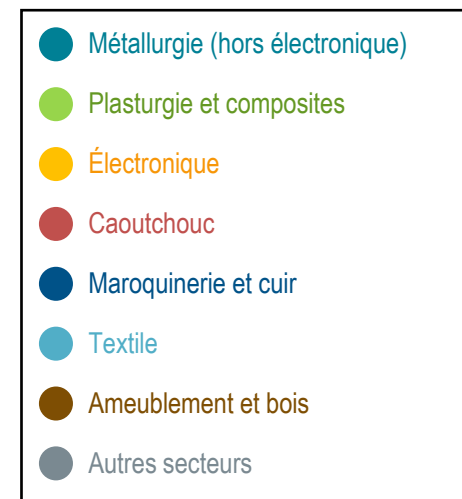 Métallurgie (hors électronique)
Plasturgie et composites
Électronique
Caoutchouc
Maroquinerie et cuir
Textile
Ameublement et bois
Autres secteurs